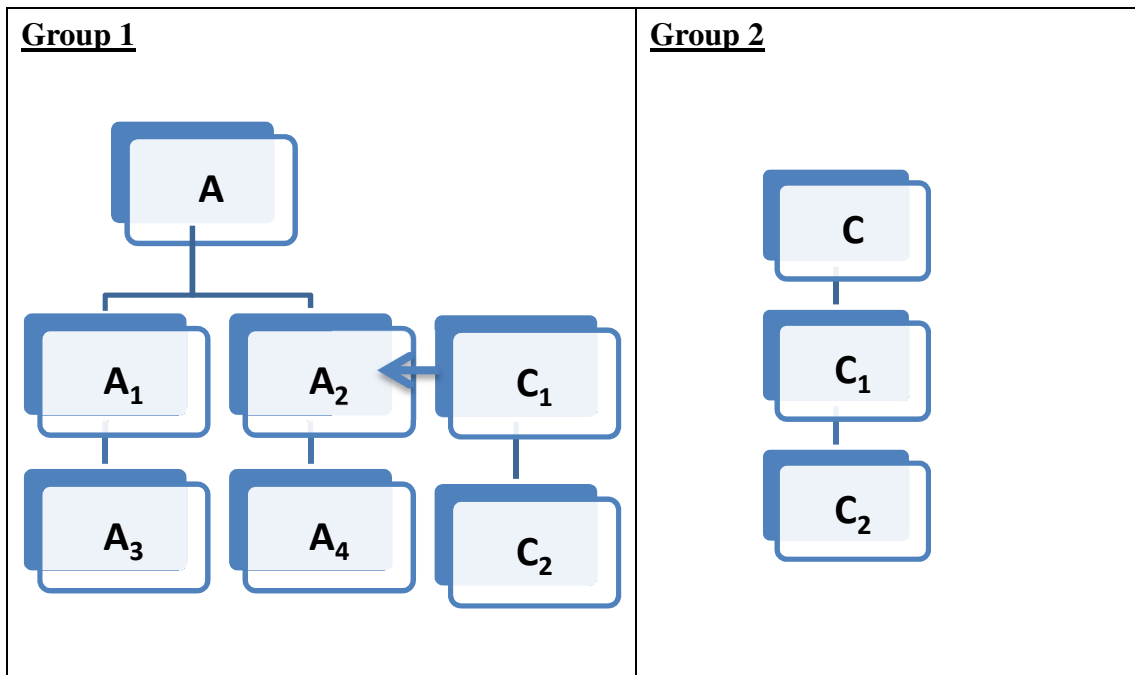 Group 1
Group 2
A
A₁ A₂ C₁
A₃ A₄ C₂
C
C₁
C₂